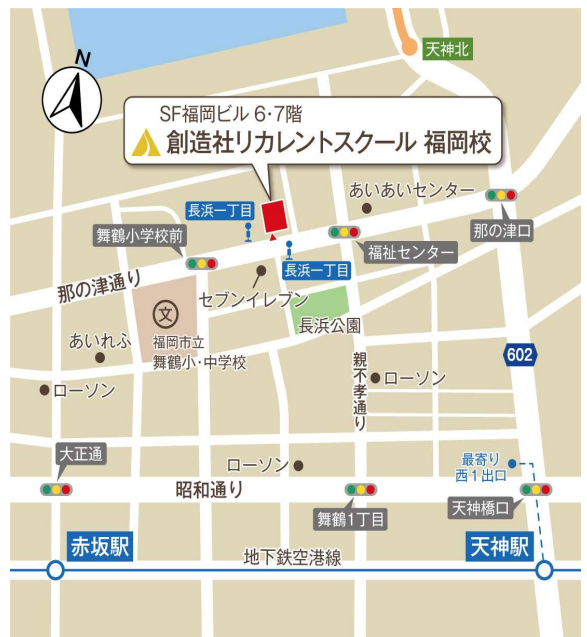 N
天神北
SF福岡ビル 6・7階
創造社リカレントスクール 福岡校
あいあいセンター
長浜一丁目
那の津口
舞鶴小学校前
福祉センター
長浜一丁目
那の津通り
セブンイレブン
文
長浜公園
福岡市立
舞鶴小・中学校
あいれふ
602
親不孝通り
ローソン
ローソン
大正通
ローソン
最寄り
西1出口
昭和通り
舞鶴1丁目
天神橋口
赤坂駅
地下鉄空港線
天神駅